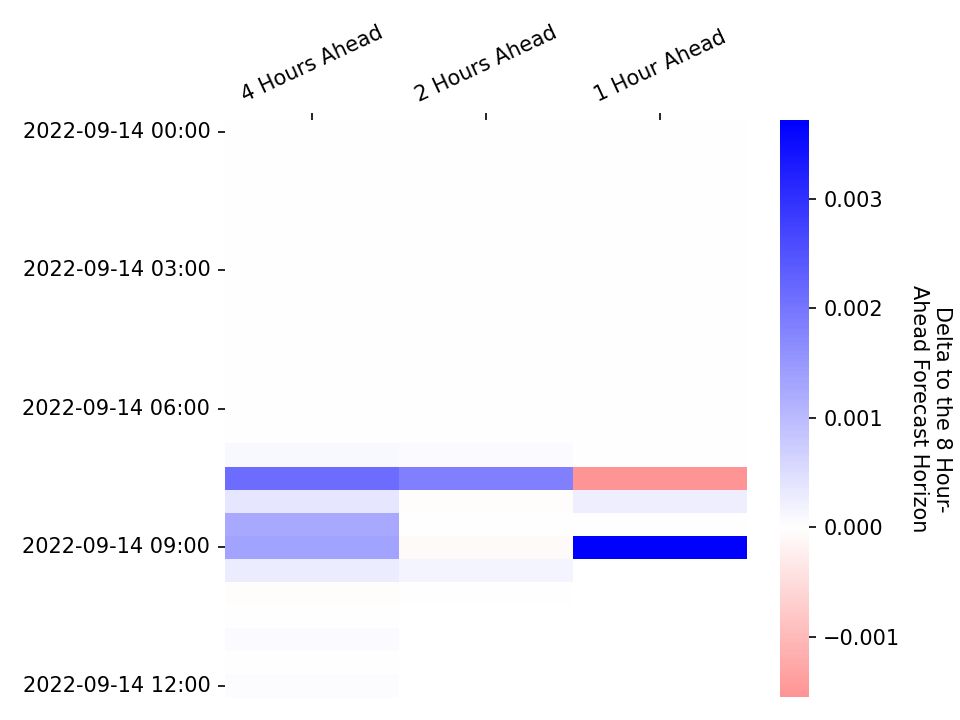 4 Hours Ahead
2 Hours Ahead
1 Hour Ahead
2022-09-14 00:00
2022-09-14 03:00
2022-09-14 06:00
2022-09-14 09:00
2022-09-14 12:00
0.003
0.002
0.001
0.000
−0.001
Delta to the 8 Hour-
Ahead Forecast Horizon